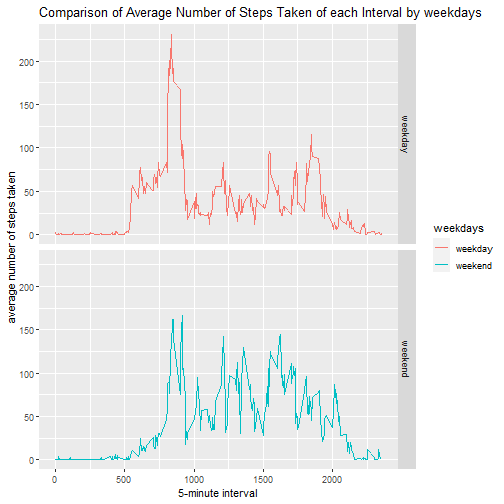 Comparison of Average Number of Steps Taken of each Interval by weekdays
average number of steps taken
200
150
100
50
0
weekday
200
150
100
50
0
weekend
0
500
1000
1500
2000
5-minute interval
weekdays
weekday
weekend